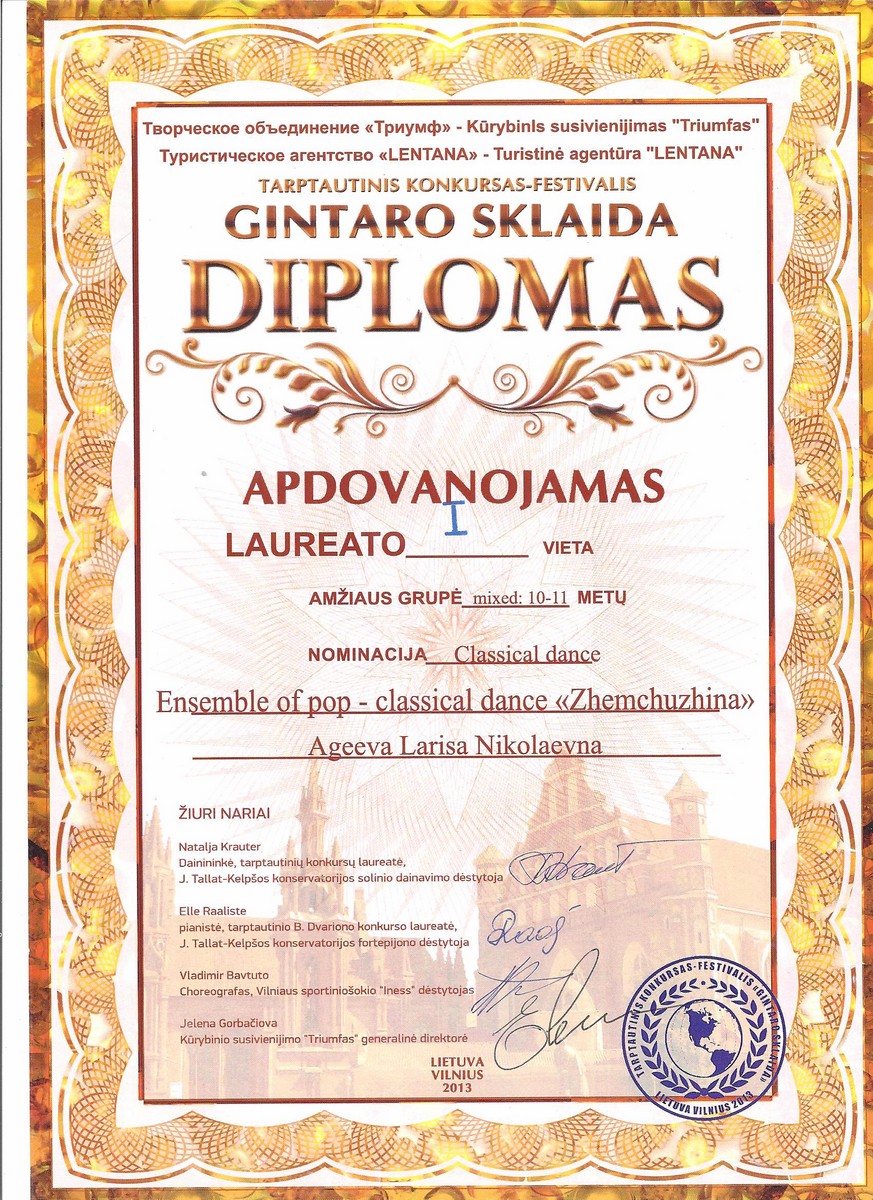 Творческое объединение «Триумф» - Kūrybinls susivienijimas "Triumfas"
Туристическое агентство «LENTANA» - Turistinė agentūra "LENTANA"
TARPTAUTINIS KONKURSAS-FESTIVALIS
GINTARO SKLAIDA
DIPLOMAS
APDOVANOJAMAS
LAUREATO I VIETA
AMŽIAUS GRUPĖ mixed: 10-11 METŲ
NOMINACIJA Classical dance
Ensemble of pop - classical dance «Zhemchuzhina»
Ageeva Larisa Nikolaevna
ŽIURI NARIAI
Natalja Krauter
Dainininkė, tarptautinių konkursų laureatė,
J. Tallat-Kelpšos konservatorijos solinio dainavimo dėstytoja
Elle Raaliste
pianistė, tarptautinio B. Dvariono konkurso laureatė,
J. Tallat-Kelpšos konservatorijos fortepijono dėstytoja
Vladimir Bavtuto
Choreografas, Vilniaus sportiniošokio "Iness" dėstytojas
Jelena Gorbačiova
Kūrybinio susivienijimo "Triumfas" generalinė direktorė
LIETUVA
VILNIUS
2013
TARPTAUTINIS KONKURSAS-FESTIVALIS «GINTARO SKLAIDA»
LIETUVA VILNIUS 2013